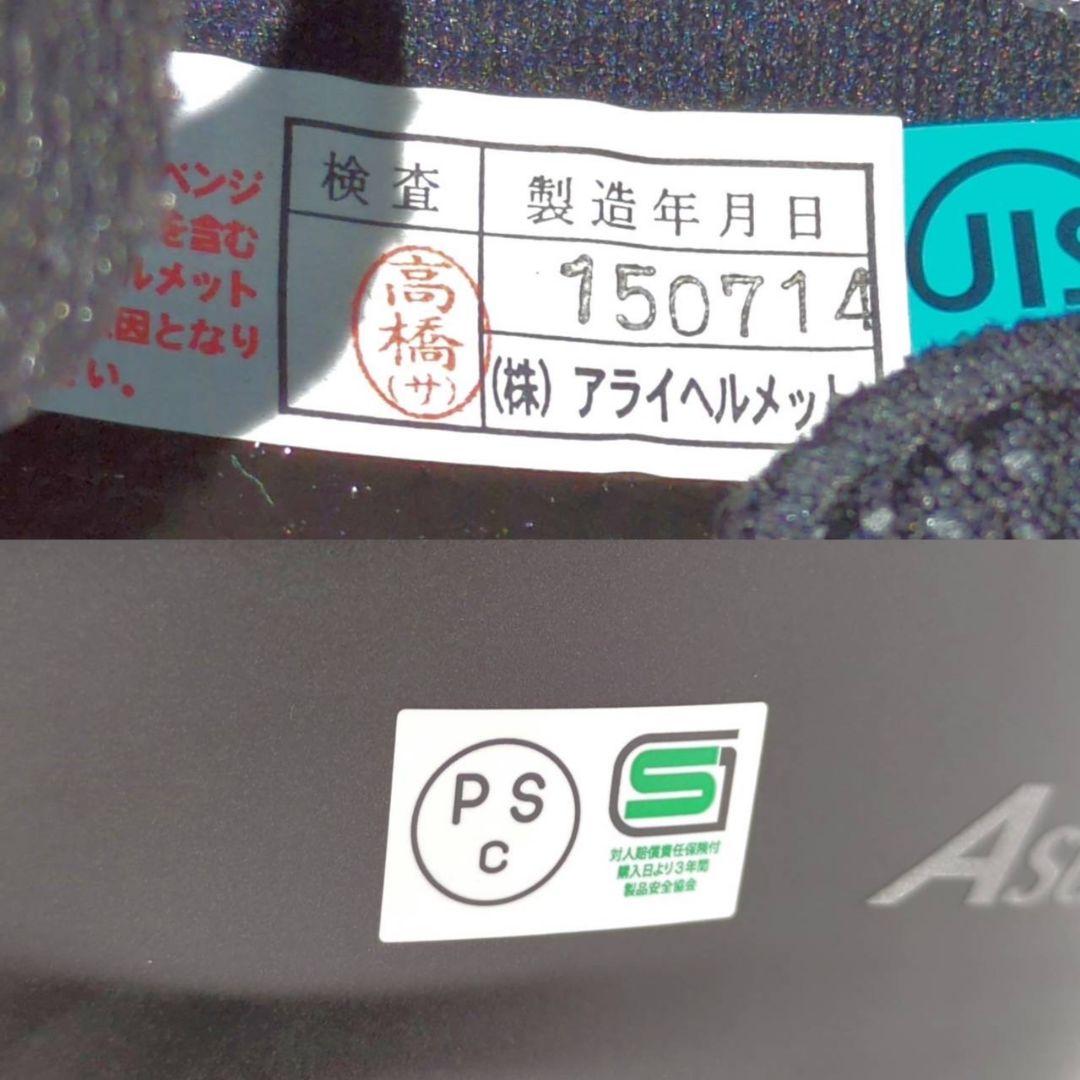 ペンジ
を含む
ルメット
因となり
い。
検査
製造年月日
150714
高
橋
(サ)
(株)アライヘルメット
JIS
PS
C
S
対人賠償責任保険付
購入日より3年間
製品安全協会
As